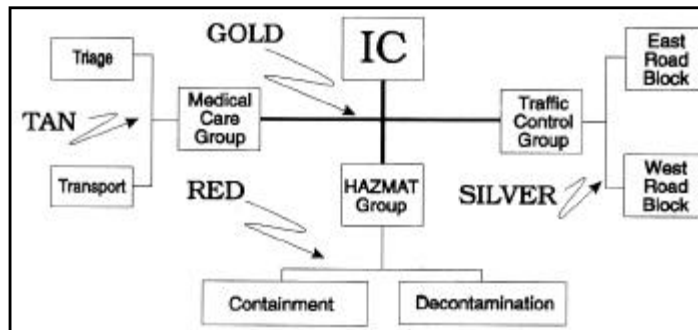 GOLD
IC
East
Road
Block
Triage
Medical
Care
Group
Traffic
Control
Group
TAN
Transport
RED
HAZMAT
Group
SILVER
West
Road
Block
Containment
Decontamination